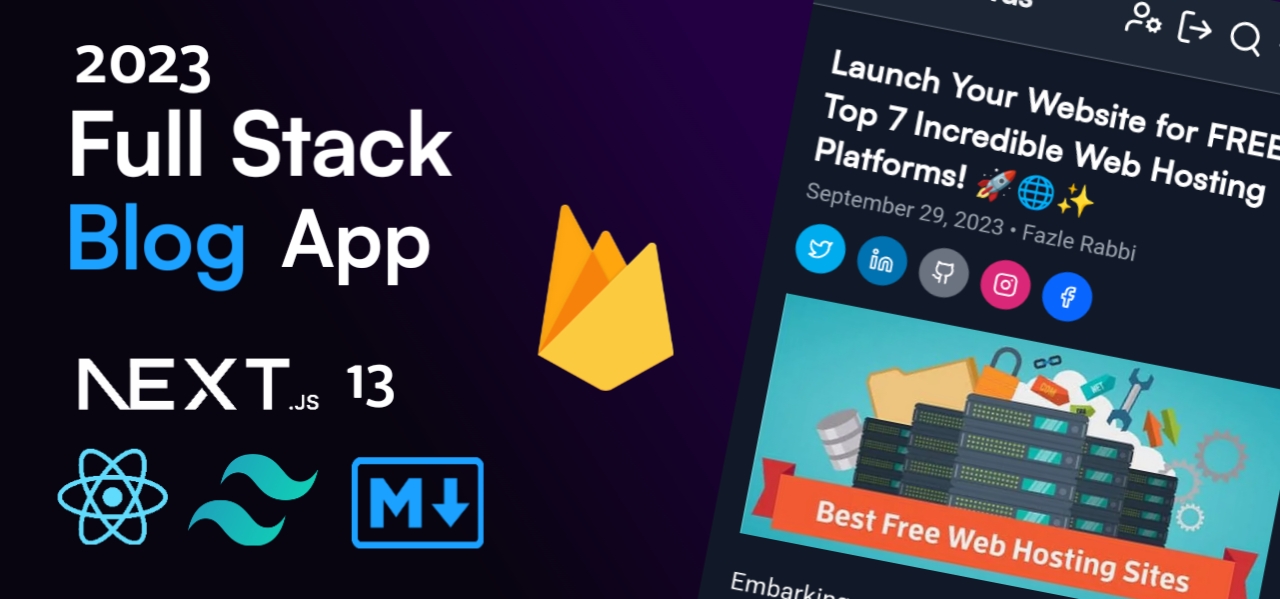 2023
Full Stack
Blog App
NEXT.JS 13
M
Launch Your Website for FREE
Top 7 Incredible Web Hosting
Platforms! 🚀🌐✨
September 29, 2023 • Fazle Rabbi
in
Best Free Web Hosting Sites